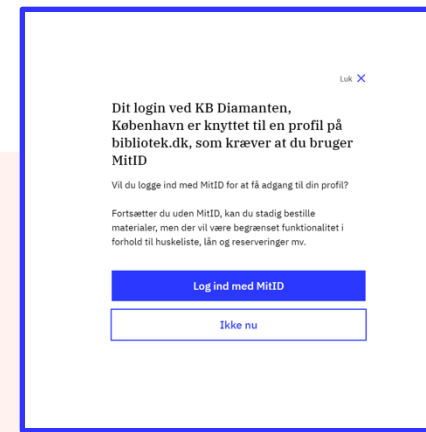 Luk
Dit login ved KB Diamanten,
København er knyttet til en profil på
bibliotek.dk, som kræver at du bruger
MitID
Vil du logge ind med MitID for at få adgang til din profil?
Fortsætter du uden MitID, kan du stadig bestille
materialer, men der vil være begrænset funktionalitet i
forhold til huskeliste, lån og reserveringer mv.
Log ind med MitID
Ikke nu